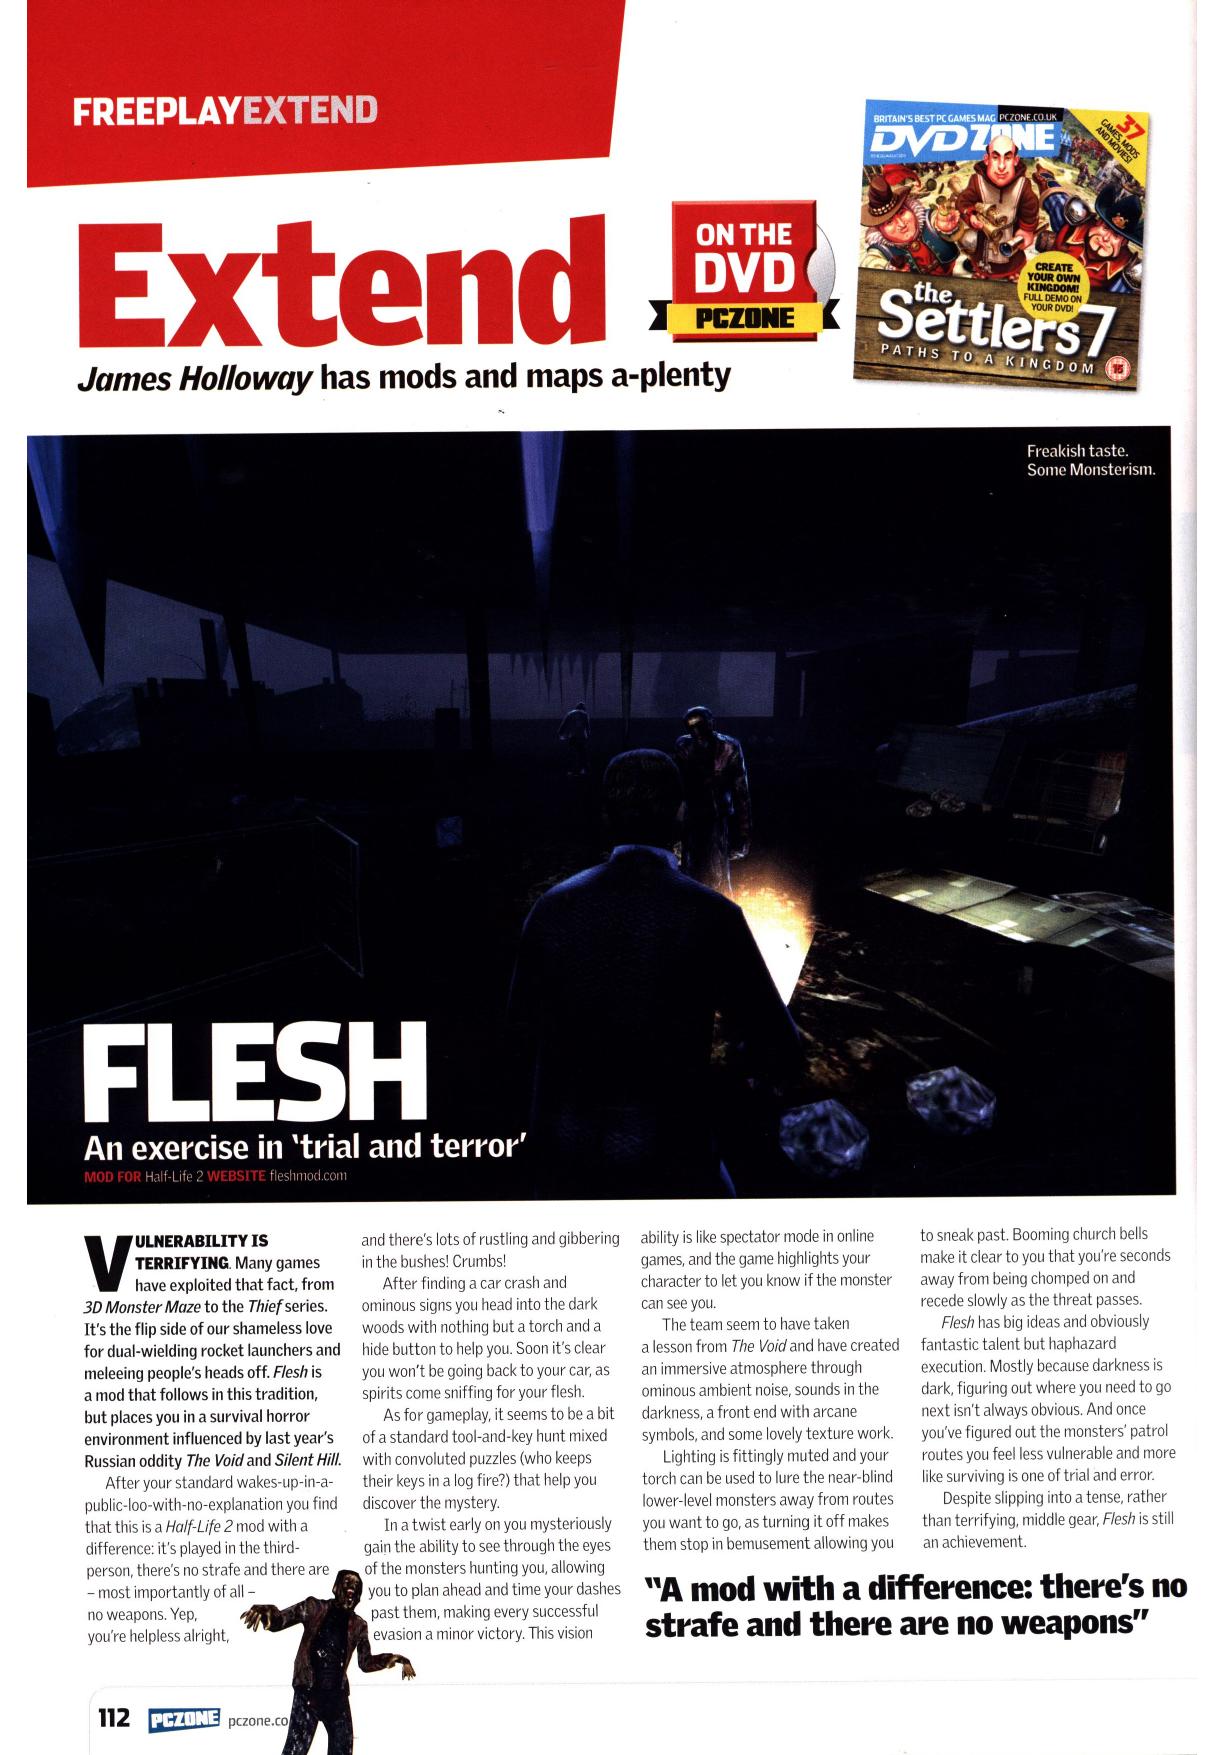 FREEPLAYEXTEND
BRITAIN'S BEST PC GAMES MAG PCZONE.CO.UK
DVD ZONE
37
GAMES, MODS
AND MOVIES!
CREATE
YOUR OWN
KINGDOM!
FULL DEMO ON
YOUR DVD!
the
Settlers 7
PATHS TO A KINGDOM
ON THE
DVD
PCZONE
Extend
James Holloway has mods and maps a-plenty
Freakish taste.
Some Monsterism.
FLESH
An exercise in 'trial and terror'
MOD FOR Half-Life 2 WEBSITE fleshmod.com
VULNERABILITY IS
TERRIFYING. Many games
have exploited that fact, from
3D Monster Maze to the Thief series.
It's the flip side of our shameless love
for dual-wielding rocket launchers and
meleeing people's heads off. Flesh is
a mod that follows in this tradition,
but places you in a survival horror
environment influenced by last year's
Russian oddity The Void and Silent Hill.
After your standard wakes-up-in-a-
public-loo-with-no-explanation you find
that this is a Half-Life 2 mod with a
difference: it's played in the third-
person, there's no strafe and there are
– most importantly of all –
no weapons. Yep,
you're helpless alright,
and there's lots of rustling and gibbering
in the bushes! Crumbs!
After finding a car crash and
ominous signs you head into the dark
woods with nothing but a torch and a
hide button to help you. Soon it's clear
you won't be going back to your car, as
spirits come sniffing for your flesh.
As for gameplay, it seems to be a bit
of a standard tool-and-key hunt mixed
with convoluted puzzles (who keeps
their keys in a log fire?) that help you
discover the mystery.
In a twist early on you mysteriously
gain the ability to see through the eyes
of the monsters hunting you, allowing
you to plan ahead and time your dashes
past them, making every successful
evasion a minor victory. This vision
ability is like spectator mode in online
games, and the game highlights your
character to let you know if the monster
can see you.
The team seem to have taken
a lesson from The Void and have created
an immersive atmosphere through
ominous ambient noise, sounds in the
darkness, a front end with arcane
symbols, and some lovely texture work.
Lighting is fittingly muted and your
torch can be used to lure the near-blind
lower-level monsters away from routes
you want to go, as turning it off makes
them stop in bemusement allowing you
to sneak past. Booming church bells
make it clear to you that you're seconds
away from being chomped on and
recede slowly as the threat passes.
Flesh has big ideas and obviously
fantastic talent but haphazard
execution. Mostly because darkness is
dark, figuring out where you need to go
next isn't always obvious. And once
you've figured out the monsters' patrol
routes you feel less vulnerable and more
like surviving is one of trial and error.
Despite slipping into a tense, rather
than terrifying, middle gear, Flesh is still
an achievement.
"A mod with a difference: there's no
strafe and there are no weapons"
112 PCZONE pczone.co